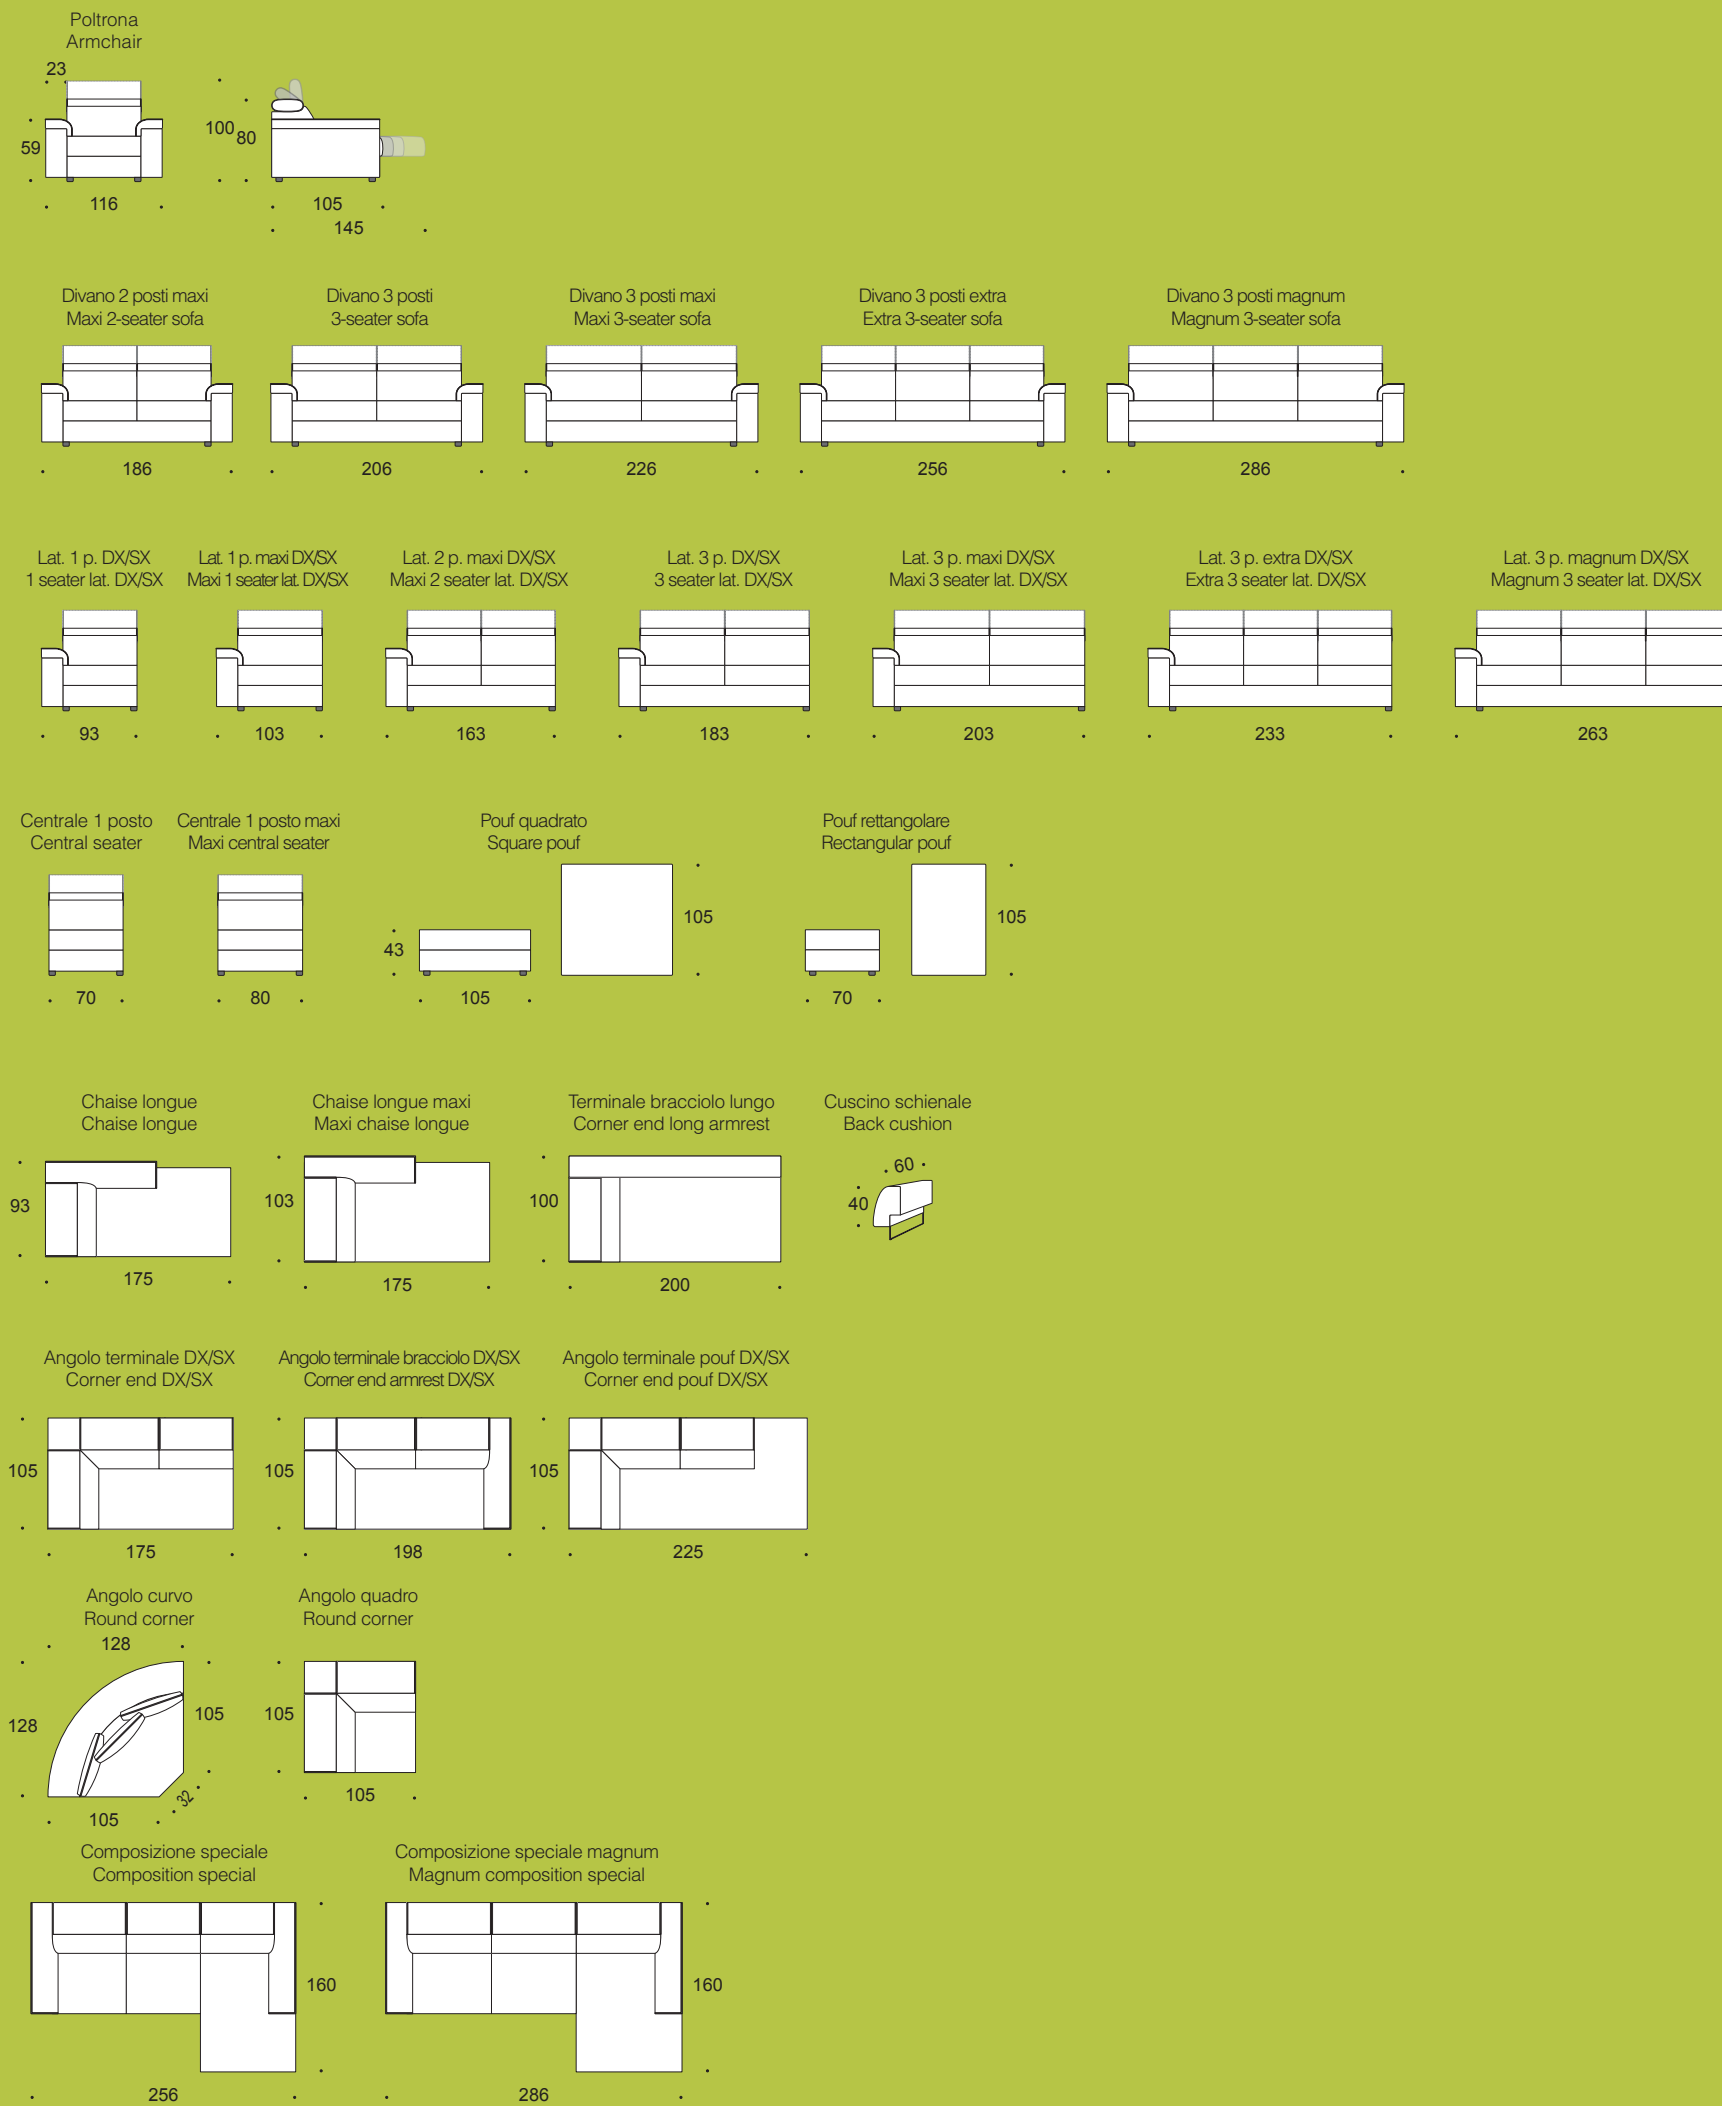 Poltrona
Armchair
23
59
116
100
80
105
145
Divano 2 posti maxi
Maxi 2-seater sofa
186
Divano 3 posti
3-seater sofa
206
Divano 3 posti maxi
Maxi 3-seater sofa
226
Divano 3 posti extra
Extra 3-seater sofa
256
Divano 3 posti magnum
Magnum 3-seater sofa
286
Lat. 1 p. DX/SX
1 seater lat. DX/SX
93
Lat. 1 p. maxi DX/SX
Maxi 1 seater lat. DX/SX
103
Lat. 2 p. maxi DX/SX
Maxi 2 seater lat. DX/SX
163
Lat. 3 p. DX/SX
3 seater lat. DX/SX
183
Lat. 3 p. maxi DX/SX
Maxi 3 seater lat. DX/SX
203
Lat. 3 p. extra DX/SX
Extra 3 seater lat. DX/SX
233
Lat. 3 p. magnum DX/SX
Magnum 3 seater lat. DX/SX
263
Centrale 1 posto
Central seater
70
Centrale 1 posto maxi
Maxi central seater
80
Pouf quadrato
Square pouf
43
105
105
Pouf rettangolare
Rectangular pouf
70
105
Chaise longue
Chaise longue
93
175
Chaise longue maxi
Maxi chaise longue
103
175
Terminale bracciolo lungo
Corner end long armrest
100
200
Cuscino schienale
Back cushion
60
40
Angolo terminale DX/SX
Corner end DX/SX
105
175
Angolo terminale bracciolo DX/SX
Corner end armrest DX/SX
105
198
Angolo terminale pouf DX/SX
Corner end pouf DX/SX
105
225
Angolo curvo
Round corner
128
128
105
105
32
Angolo quadro
Round corner
105
105
Composizione speciale
Composition special
160
256
Composizione speciale magnum
Magnum composition special
160
286